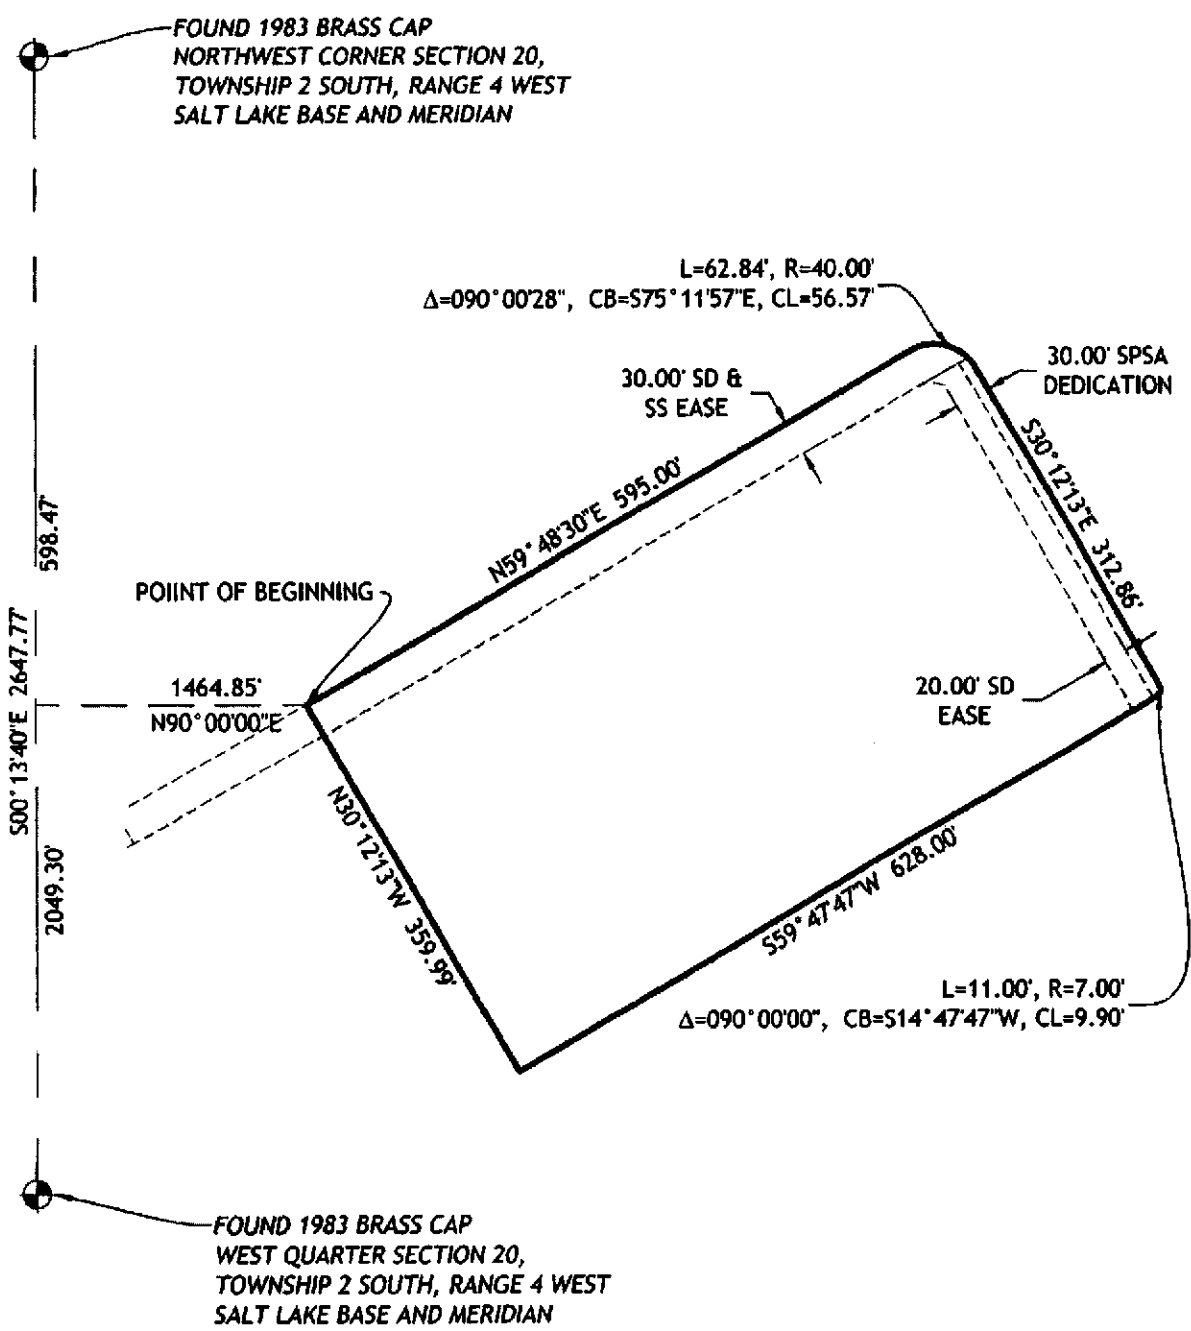 FOUND 1983 BRASS CAP
NORTHWEST CORNER SECTION 20,
TOWNSHIP 2 SOUTH, RANGE 4 WEST
SALT LAKE BASE AND MERIDIAN
L=62.84', R=40.00'
Δ=090°00'28", CB=S75°11'57"E, CL=56.57'
30.00' SPSA
DEDICATION
30.00' SD &
SS EASE
S30°12'13"E 312.86'
N59°48'30"E 595.00'
598.47'
POIINT OF BEGINNING
S00°13'40"E 2647.77'
1464.85'
N90°00'00"E
20.00' SD
EASE
N30°12'13"W 359.99'
2049.30'
S59°47'47"W 628.00'
L=11.00', R=7.00'
Δ=090°00'00", CB=S14°47'47"W, CL=9.90'
FOUND 1983 BRASS CAP
WEST QUARTER SECTION 20,
TOWNSHIP 2 SOUTH, RANGE 4 WEST
SALT LAKE BASE AND MERIDIAN